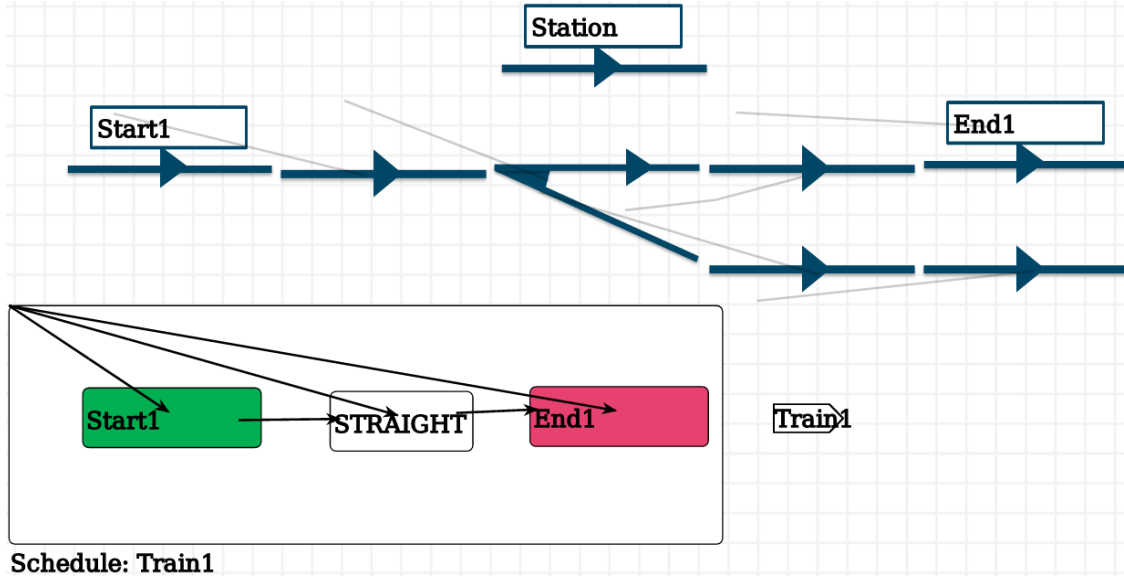 Station
Start1
End1
Start1
STRAIGHT
End1
Train1
Schedule: Train1